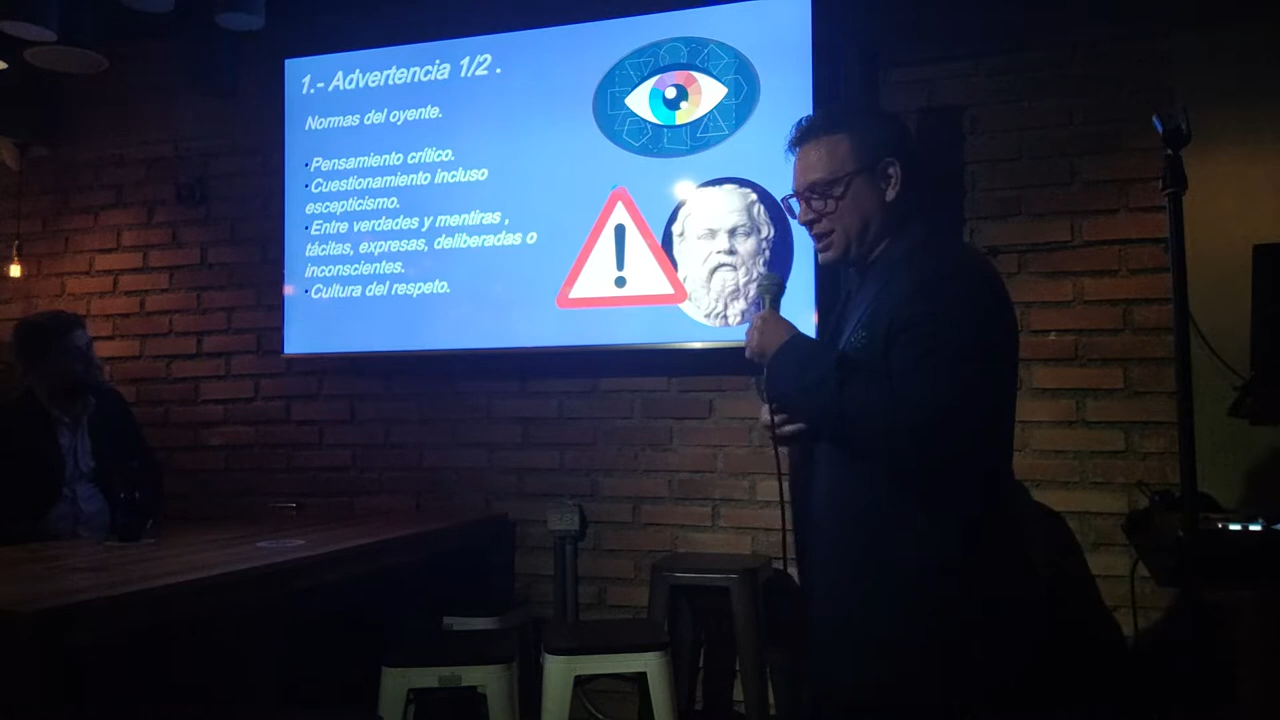 1.- Advertencia 1/2 .
Normas del oyente.
·Pensamiento crítico.
·Cuestionamiento incluso
escepticismo.
·Entre verdades y mentiras ,
tácitas, expresas, deliberadas o
inconscientes.
·Cultura del respeto.